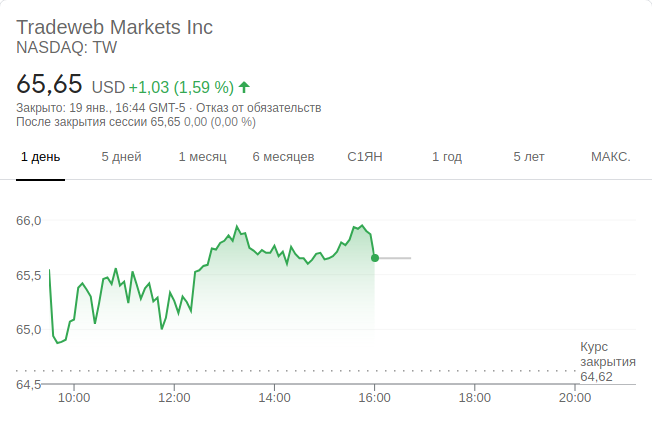 Tradeweb Markets Inc
NASDAQ: TW
65,65 USD +1,03 (1,59 %)
Закрыто: 19 янв., 16:44 GMT-5 · Отказ от обязательств
После закрытия сессии 65,65 0,00 (0,00 %)
1 день 5 дней 1 месяц 6 месяцев С1ЯН 1 год 5 лет МАКС.
66,0
65,5
65,0
Курс
закрытия
64,62
64,5
10:00 12:00 14:00 16:00 18:00 20:00